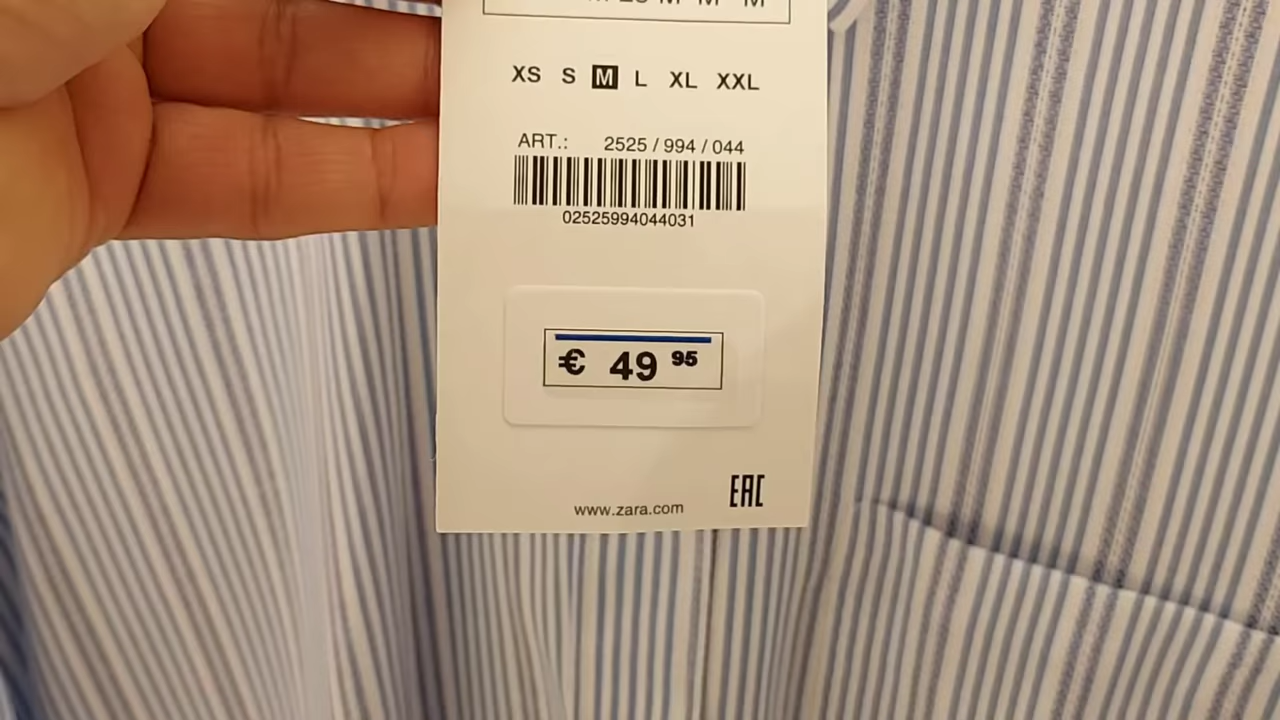 XS S M L XL XXL
ART.: 2525 / 994 / 044
02525994044031
€ 49 95
EAC
www.zara.com